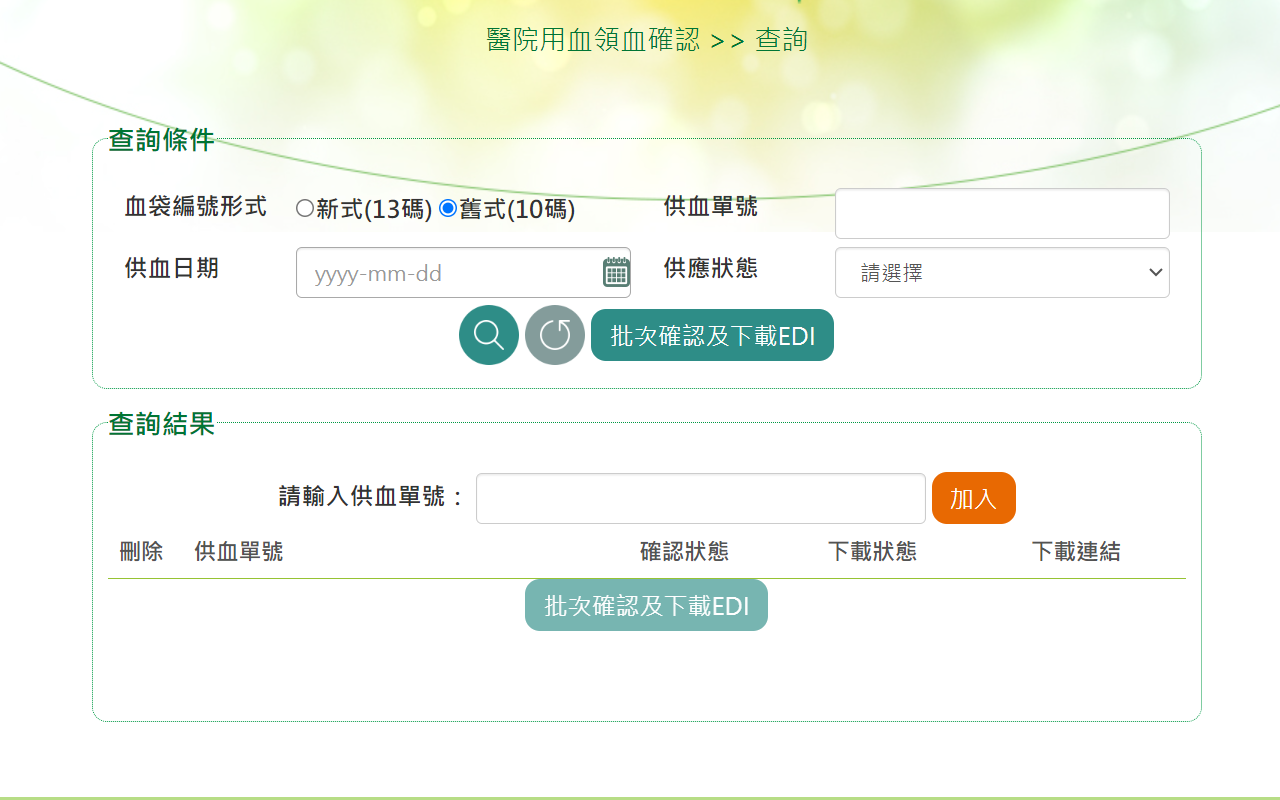 醫院用血領血確認 >> 查詢
查詢條件
血袋編號形式 新式(13碼) 舊式(10碼) 供血單號
供血日期 yyyy-mm-dd 供應狀態 請選擇
批次確認及下載EDI
查詢結果
請輸入供血單號： 加入
刪除 供血單號 確認狀態 下載狀態 下載連結
批次確認及下載EDI